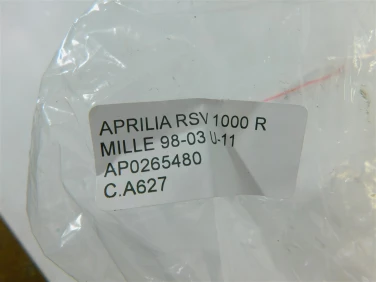 APRILIA RSV 1000 R
MILLE 98-03 U-11
AP0265480
C.A627